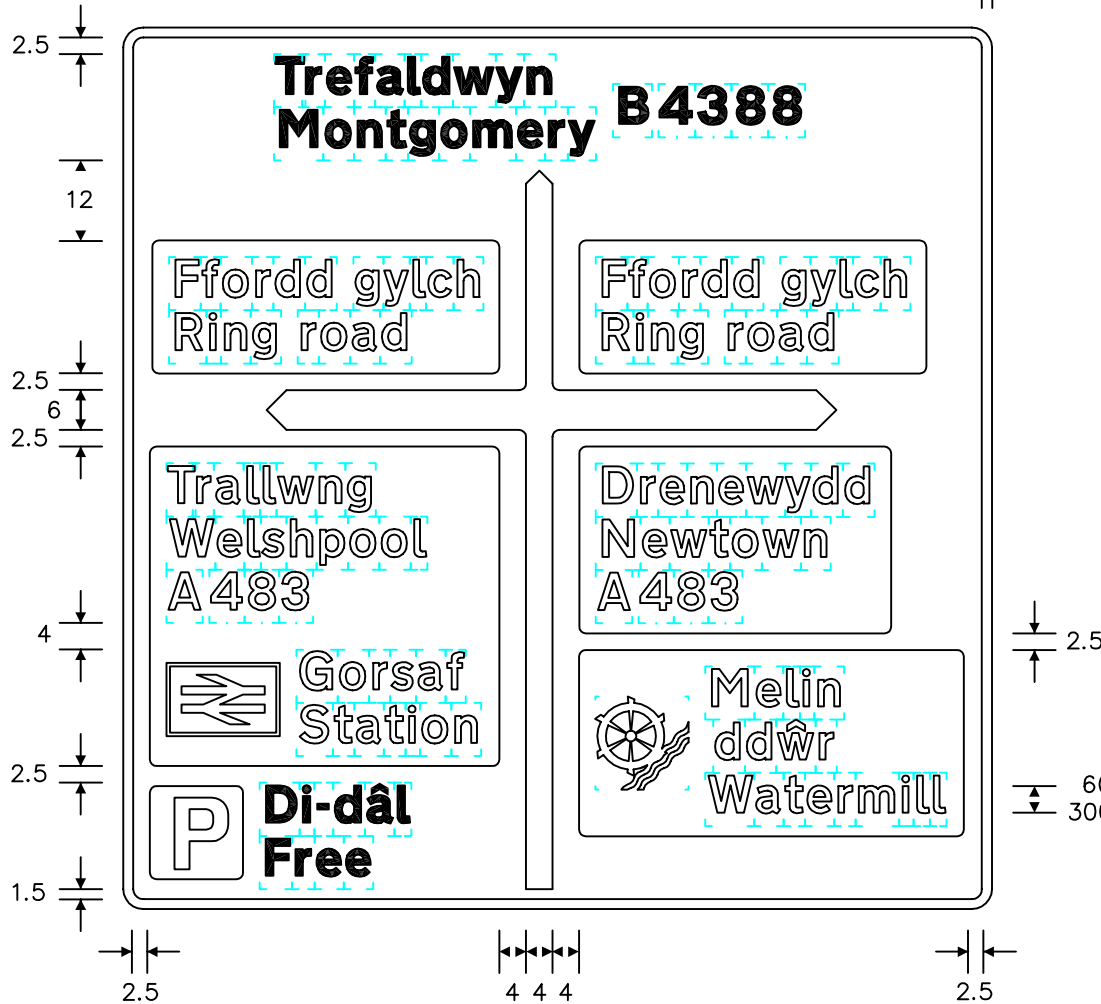 2.5
Trefaldwyn
Montgomery
B4388
12
Ffordd gylch
Ring road
Ffordd gylch
Ring road
2.5
6
2.5
Trallwng
Welshpool
A483
Drenewydd
Newtown
A483
4
2.5
Gorsaf
Station
Melin
ddŵr
Watermill
2.5
P
Di-dâl
Free
60
300
1.5
2.5
4 4 4
2.5